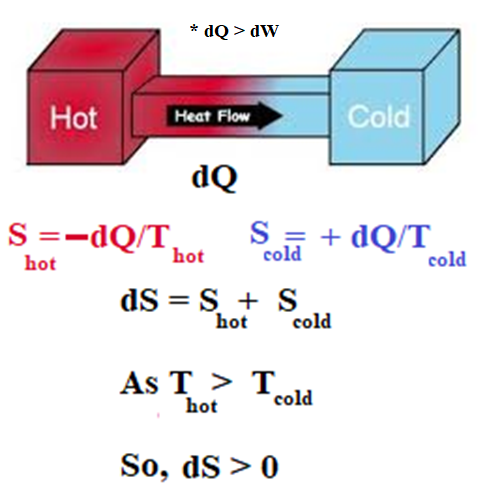 * dQ > dW
Hot Heat Flow Cold
dQ
S hot = −dQ/T hot S cold = + dQ/T cold
dS = S hot + S cold
As T hot > T cold
So, dS > 0